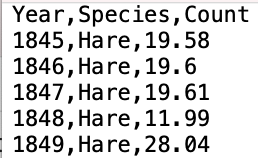 Year,Species,Count
1845,Hare,19.58
1846,Hare,19.6
1847,Hare,19.61
1848,Hare,11.99
1849,Hare,28.04